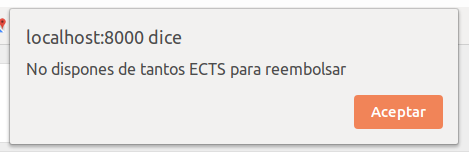 localhost:8000 dice
No dispones de tantos ECTS para reembolsar
Aceptar